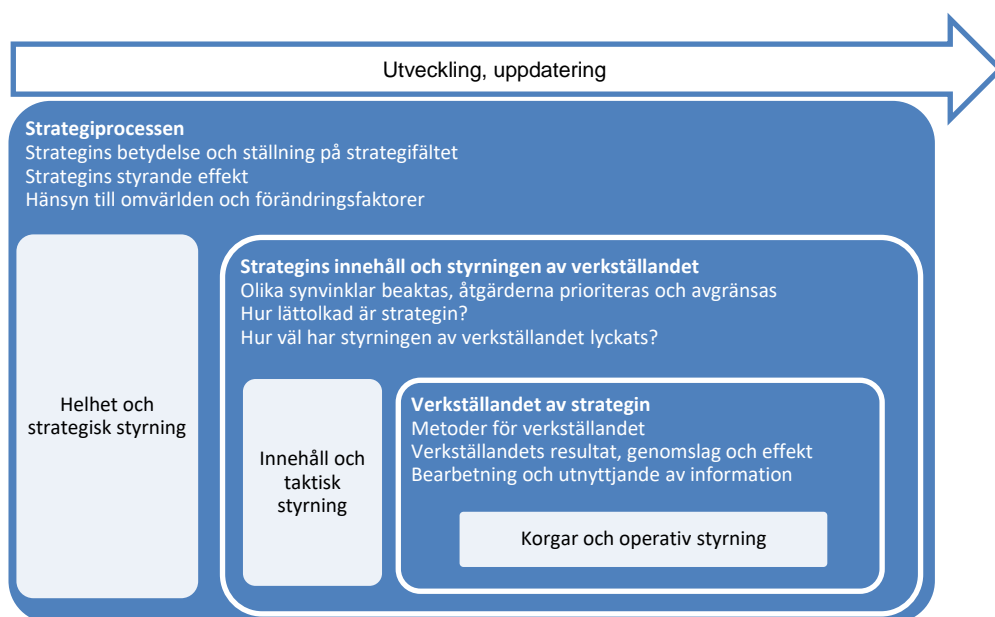 Utveckling, uppdatering
Strategiprocessen
Strategins betydelse och ställning på strategifältet
Strategins styrande effekt
Hänsyn till omvärlden och förändringsfaktorer
Helhet och
strategisk styrning
Strategins innehåll och styrningen av verkställandet
Olika synvinklar beaktas, åtgärderna prioriteras och avgränsas
Hur lättolkad är strategin?
Hur väl har styrningen av verkställandet lyckats?
Innehåll och
taktisk
styrning
Verkställandet av strategin
Metoder för verkställandet
Verkställandets resultat, genomslag och effekt
Bearbetning och utnyttjande av information
Korgar och operativ styrning